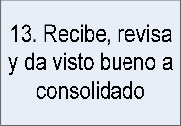 13. Recibe, revisa
y da visto bueno a
consolidado